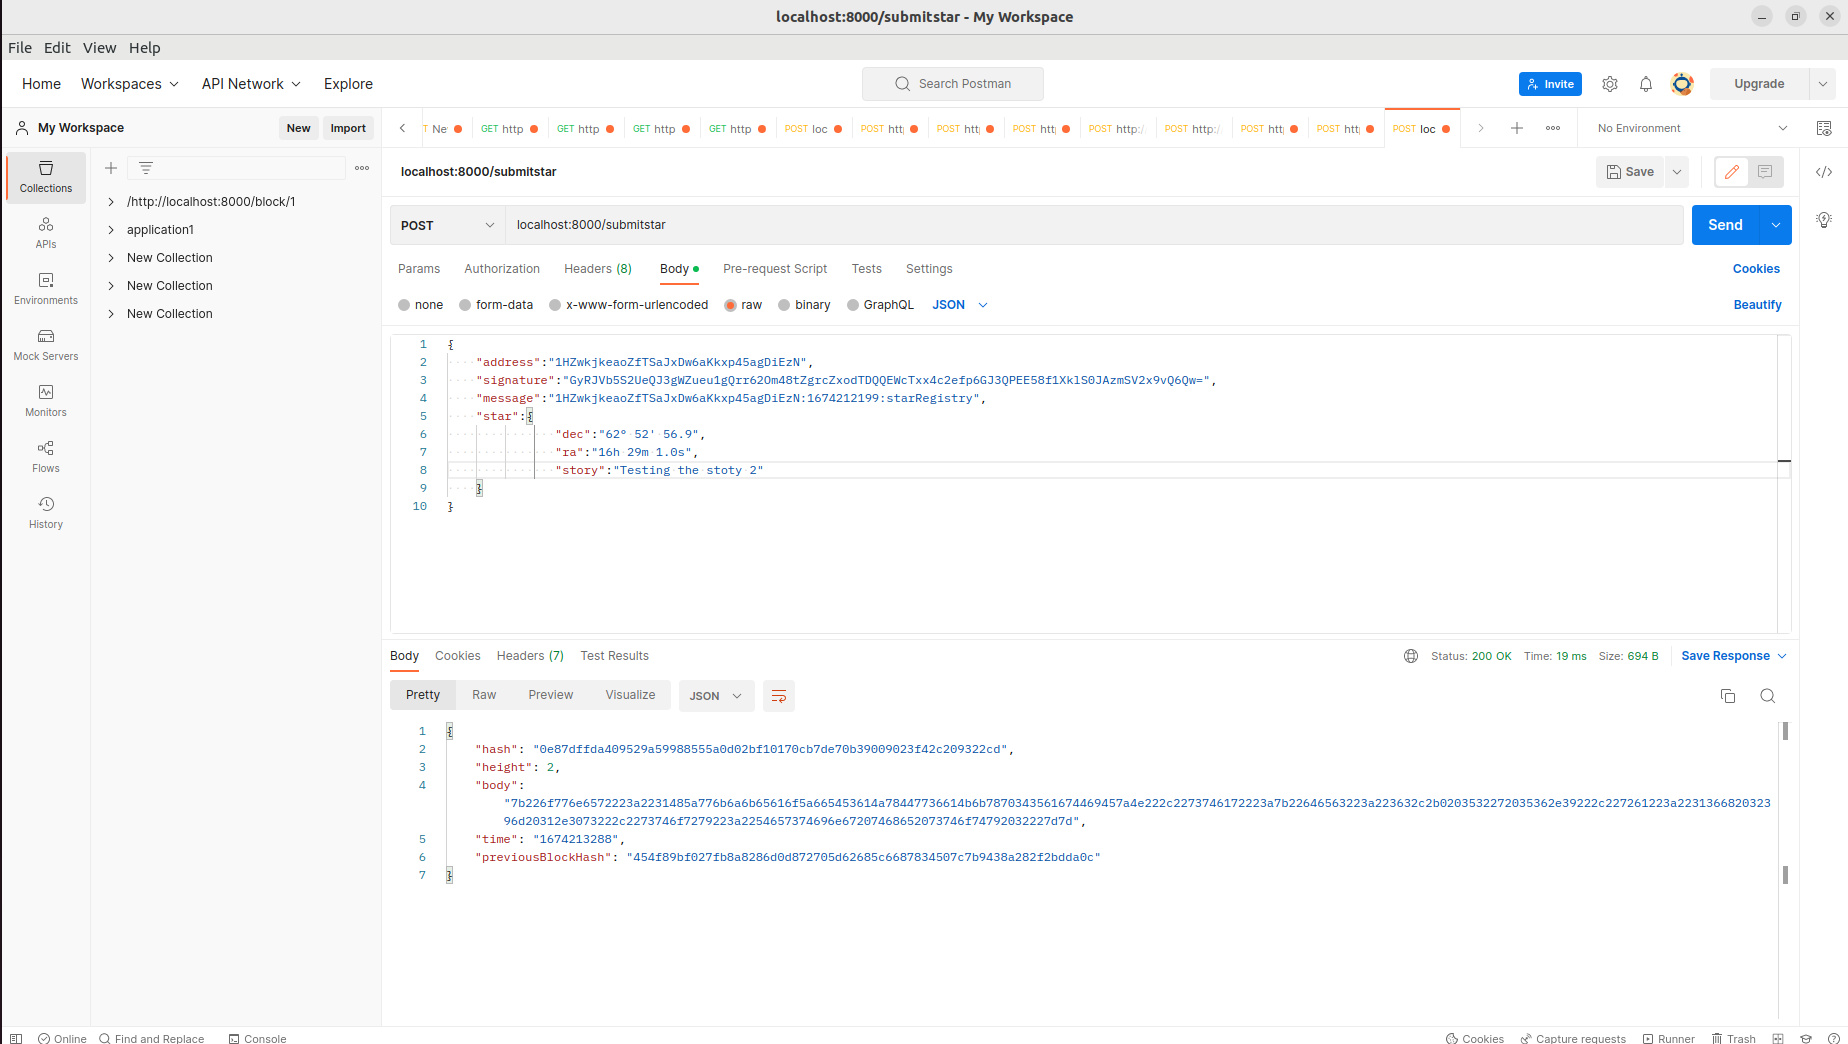 localhost:8000/submitstar - My Workspace
File Edit View Help
Home Workspaces API Network Explore
Search Postman
Invite
Upgrade
My Workspace
New Import
T Ne GET http GET http GET http GET http POST loc POST htt POST htt POST htt POST http:/ POST http:/ POST htt POST htt POST loc
No Environment
Collections
APIs
Environments
Mock Servers
Monitors
Flows
History
/http://localhost:8000/block/1
application1
New Collection
New Collection
New Collection
localhost:8000/submitstar
Save
POST localhost:8000/submitstar
Send
Params Authorization Headers (8) Body Pre-request Script Tests Settings
Cookies
none form-data x-www-form-urlencoded raw binary GraphQL JSON
Beautify
1 {
2 "address":"1HZwkjkeaoZfTSaJxDw6aKkxp45agDiEzN",
3 "signature":"GyRJVb5S2UeQJ3gWZueu1gQrr62Om48tZgrcZxodTDQQEWcTxx4c2efp6GJ3QPEE58f1XklS0JAzmSV2x9vQ6Qw=",
4 "message":"1HZwkjkeaoZfTSaJxDw6aKkxp45agDiEzN:1674212199:starRegistry",
5 "star":{
6 "dec":"62° 52' 56.9",
7 "ra":"16h 29m 1.0s",
8 "story":"Testing the stoty 2"
9 }
10 }
Body Cookies Headers (7) Test Results
Status: 200 OK Time: 19 ms Size: 694 B Save Response
Pretty Raw Preview Visualize JSON
1 {
2 "hash": "0e87dffda409529a59988555a0d02bf10170cb7de70b39009023f42c209322cd",
3 "height": 2,
4 "body":
"7b226f776e6572223a2231485a776b6a6b65616f5a665453614a78447736614b6b7870343561674469457a4e222c2273746172223a7b22646563223a223632c2b0203532272035362e39222c227261223a2231366820323
96d20312e3073222c2273746f7279223a2254657374696e67207468652073746f74792032227d7d",
5 "time": "1674213288",
6 "previousBlockHash": "454f89bf027fb8a8286d0d872705d62685c6687834507c7b9438a282f2bdda0c"
7 }
Online Find and Replace Console
Cookies Capture requests Runner Trash